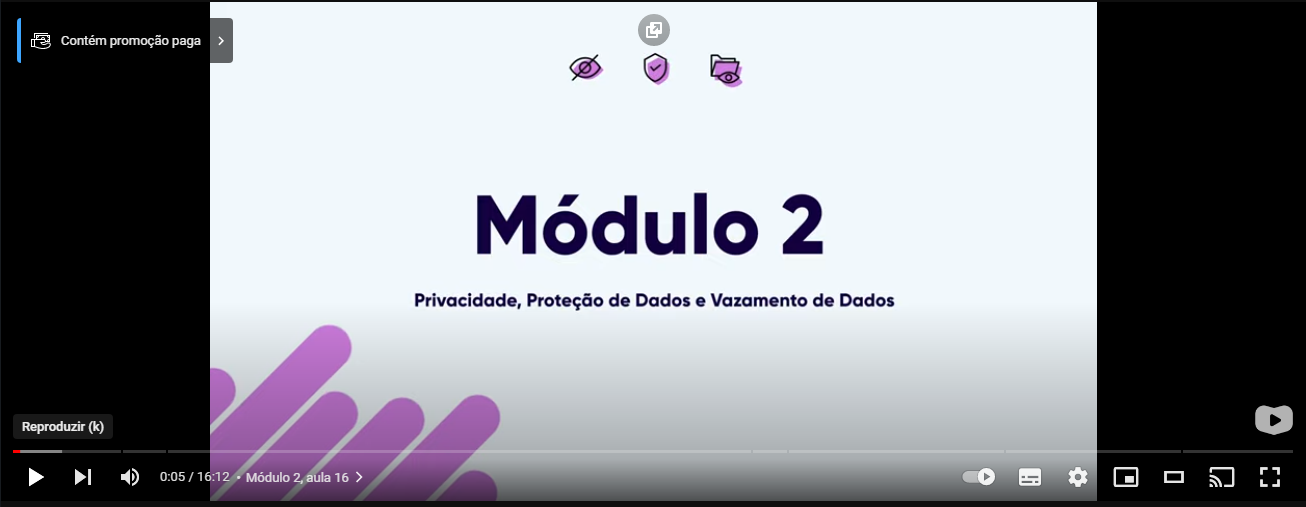 Contém promoção paga
Módulo 2
Privacidade, Proteção de Dados e Vazamento de Dados
Reproduzir (k)
0:05 / 16:12 • Módulo 2, aula 16